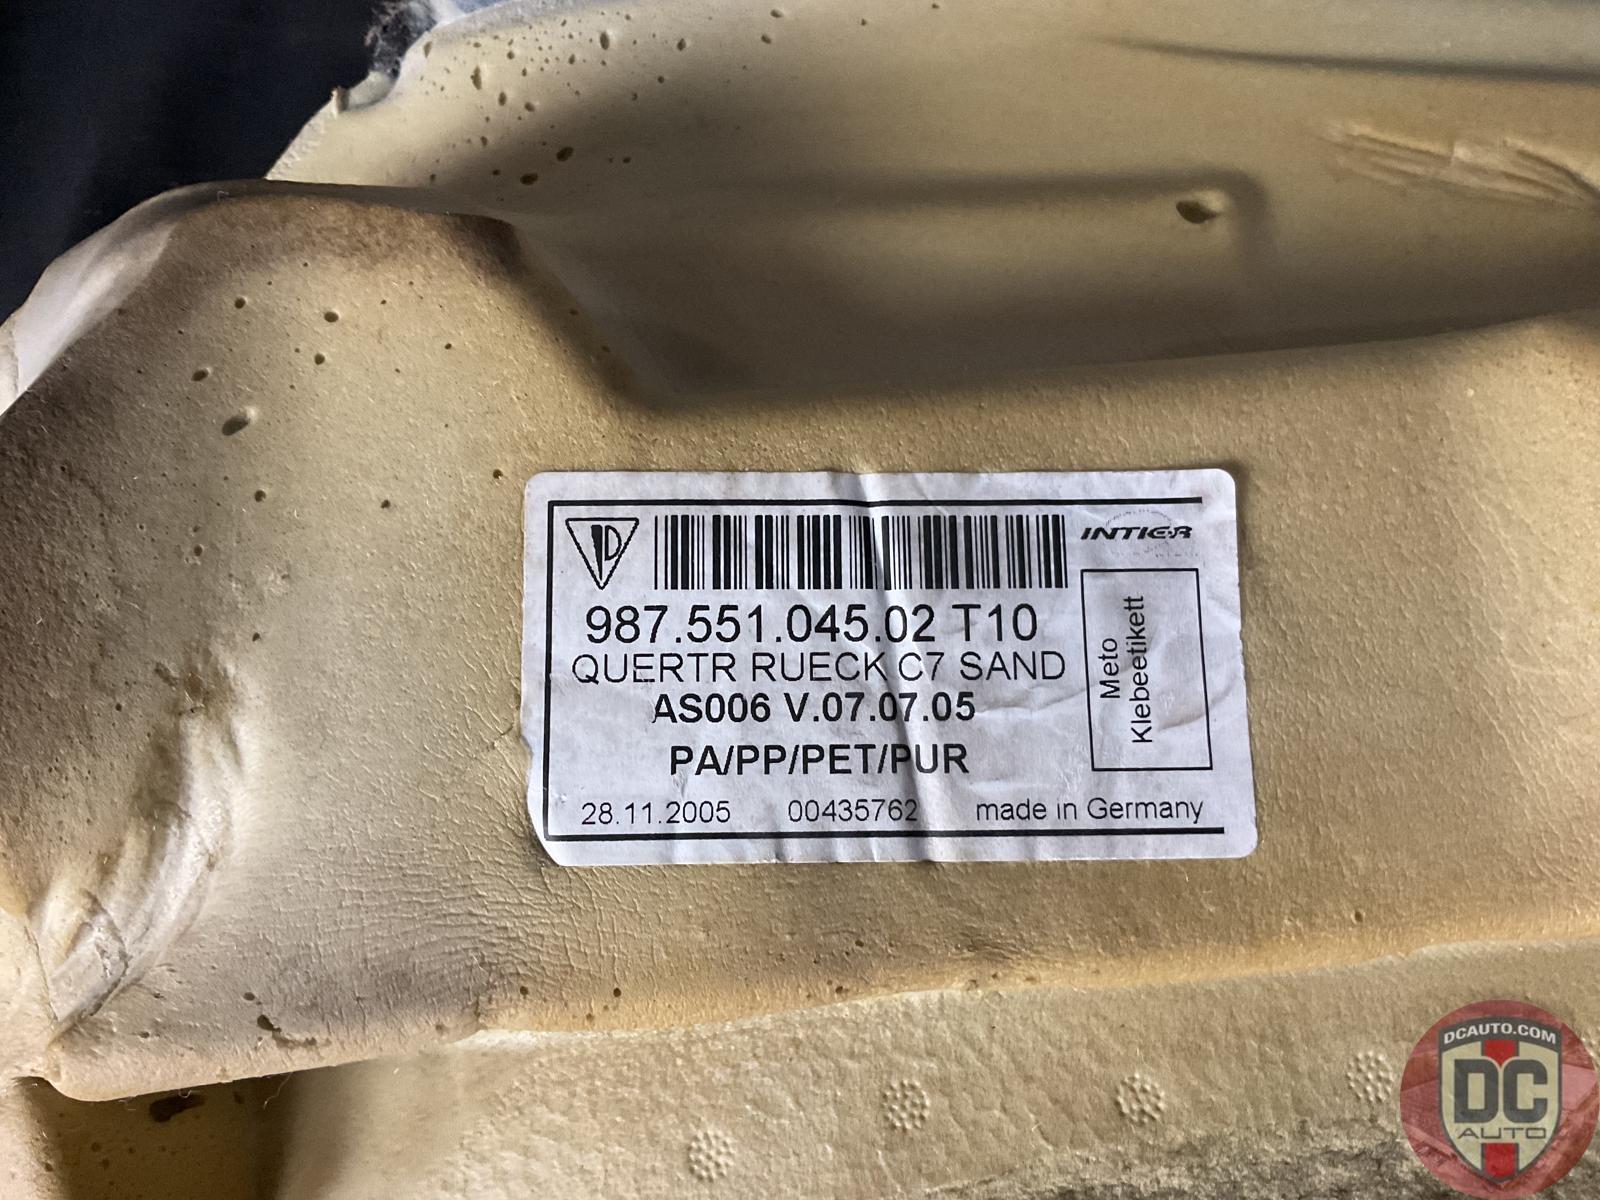 INTIER
987.551.045.02 T10
QUERTR RUECK C7 SAND
AS006 V.07.07.05
PA/PP/PET/PUR
Meto
Klebeetikett
28.11.2005 00435762 made in Germany
DCAUTO.COM
DC
AUTO